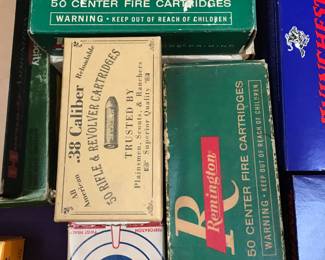 50 CENTER FIRE CARTRIDGES
WARNING - KEEP OUT OF REACH OF CHILDREN
All
American
.38 Caliber
Reloadable
50 RIFLE & REVOLVER CARTRIDGES
TRUSTED BY
Plainsmen, Scouts, & Ranchers
Superior Quality
R
Remington
50 CENTER FIRE CARTRIDGES
WARNING - KEEP OUT OF REACH OF CHILDREN
PERFORATION